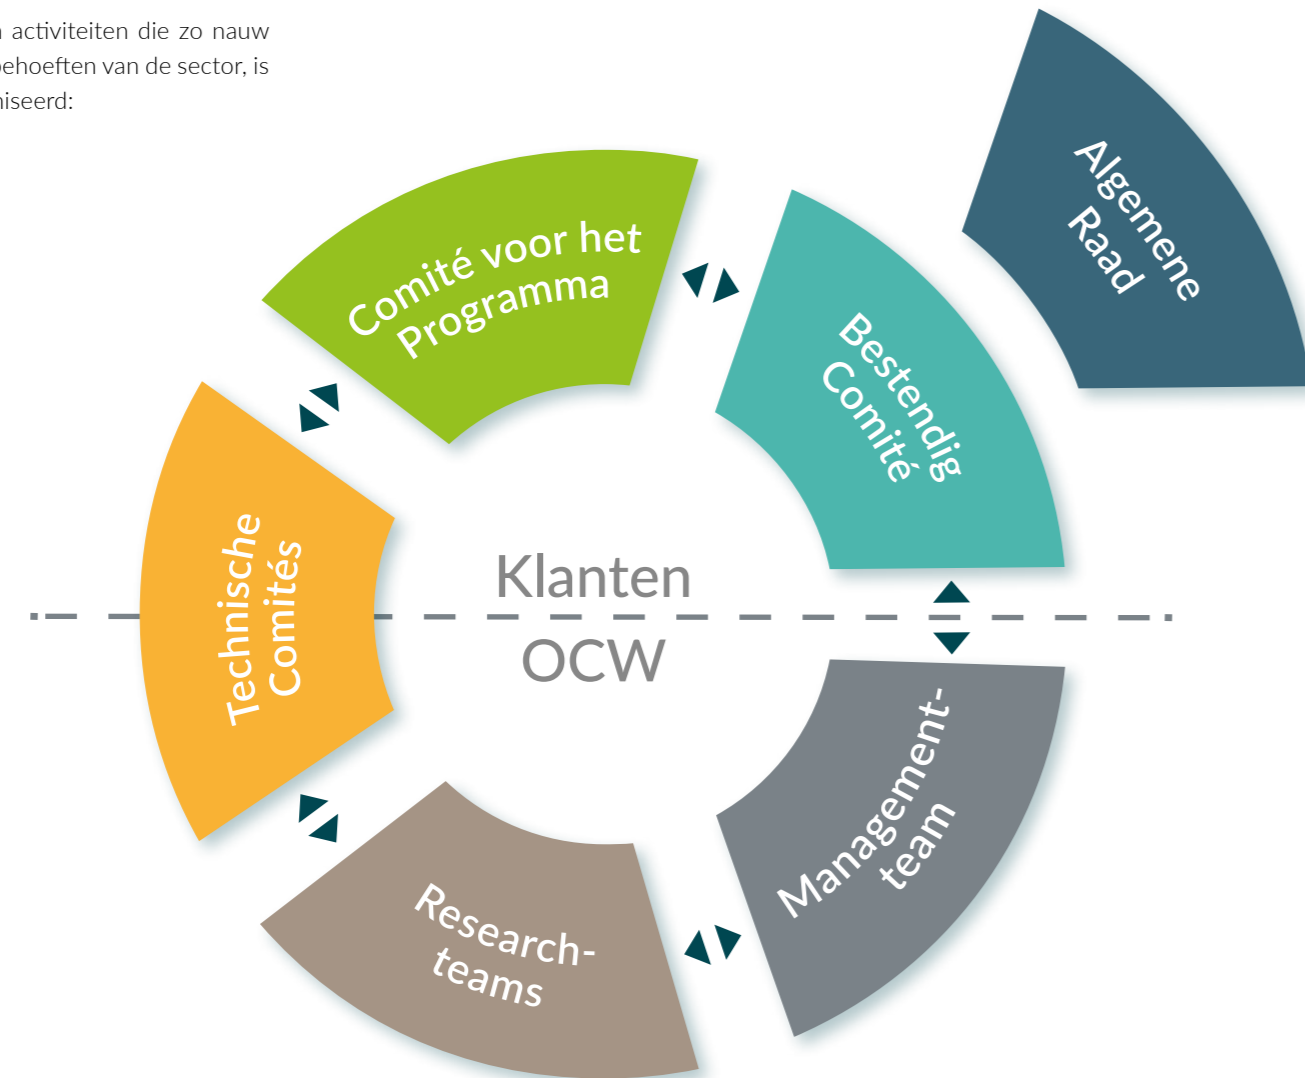 activiteiten die zo nauw
behoeften van de sector, is
niseerd:
Algemene
Raad
Comité voor het
Programma
Bestendig
Comité
Technische
Comités
Klanten
OCW
Management-
team
Research-
teams